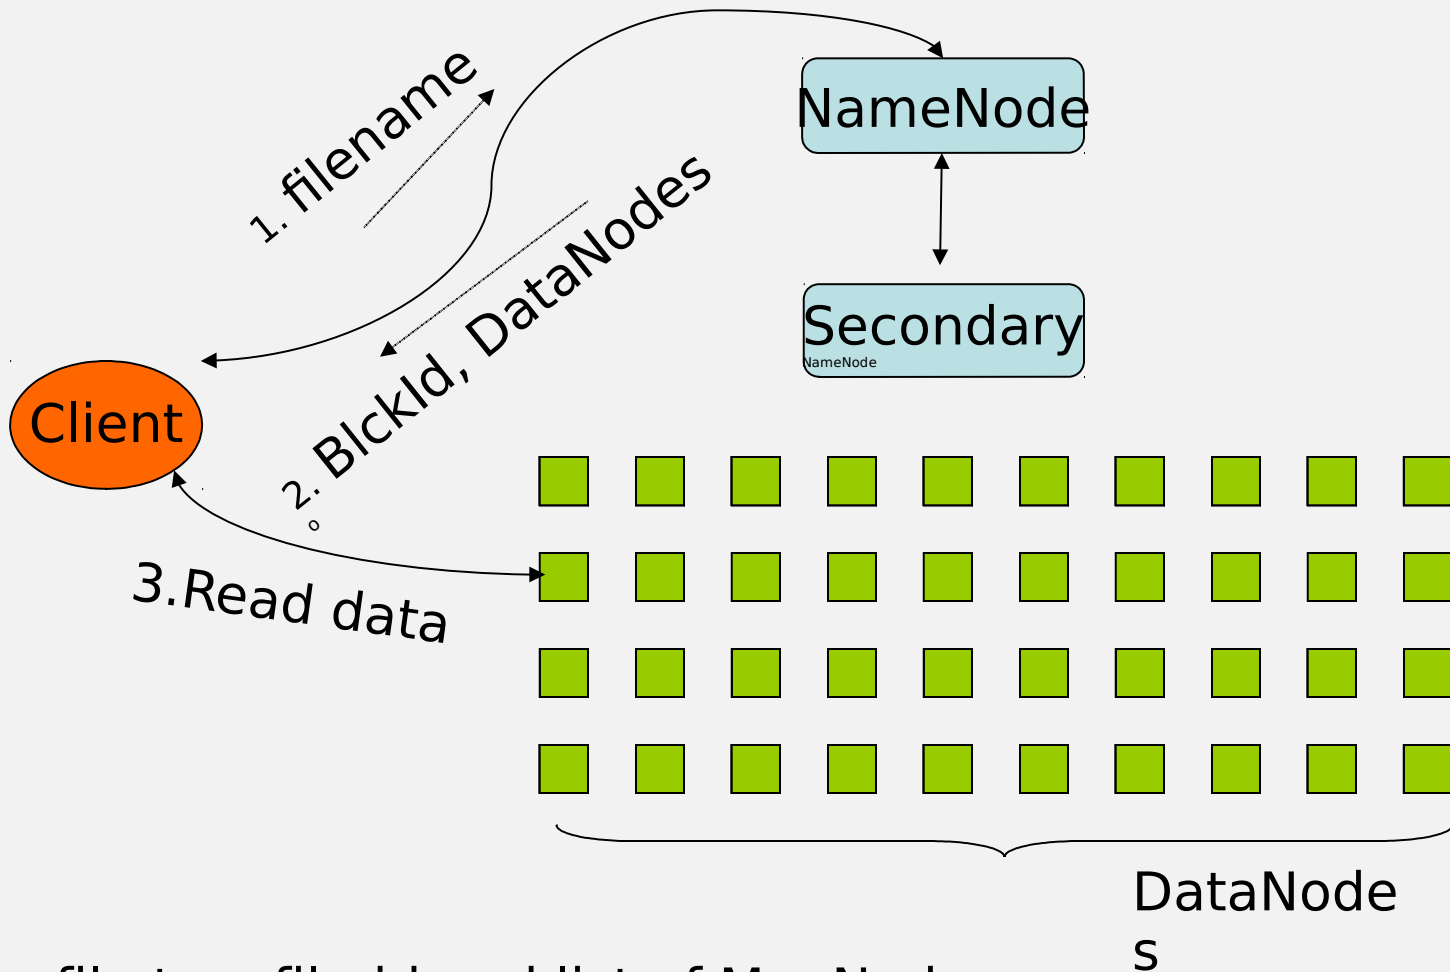 1. filename
NameNode
2. BlckId, DataNodes
o
Secondary
NameNode
Client
3.Read data
DataNode
s